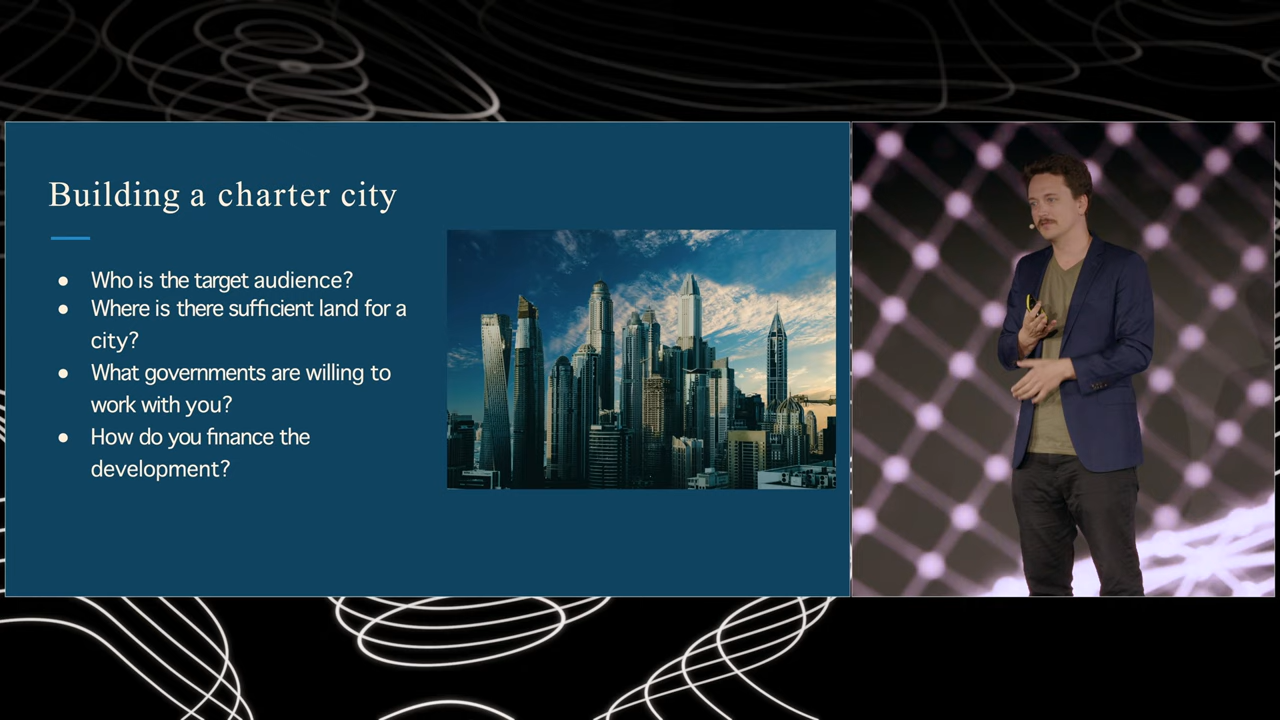 Building a charter city
● Who is the target audience?
● Where is there sufficient land for a
city?
● What governments are willing to
work with you?
● How do you finance the
development?